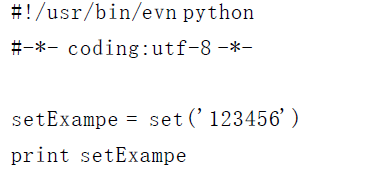 #!/usr/bin/evn python
#-*- coding:utf-8 -*-
setExampe = set('123456')
print setExampe